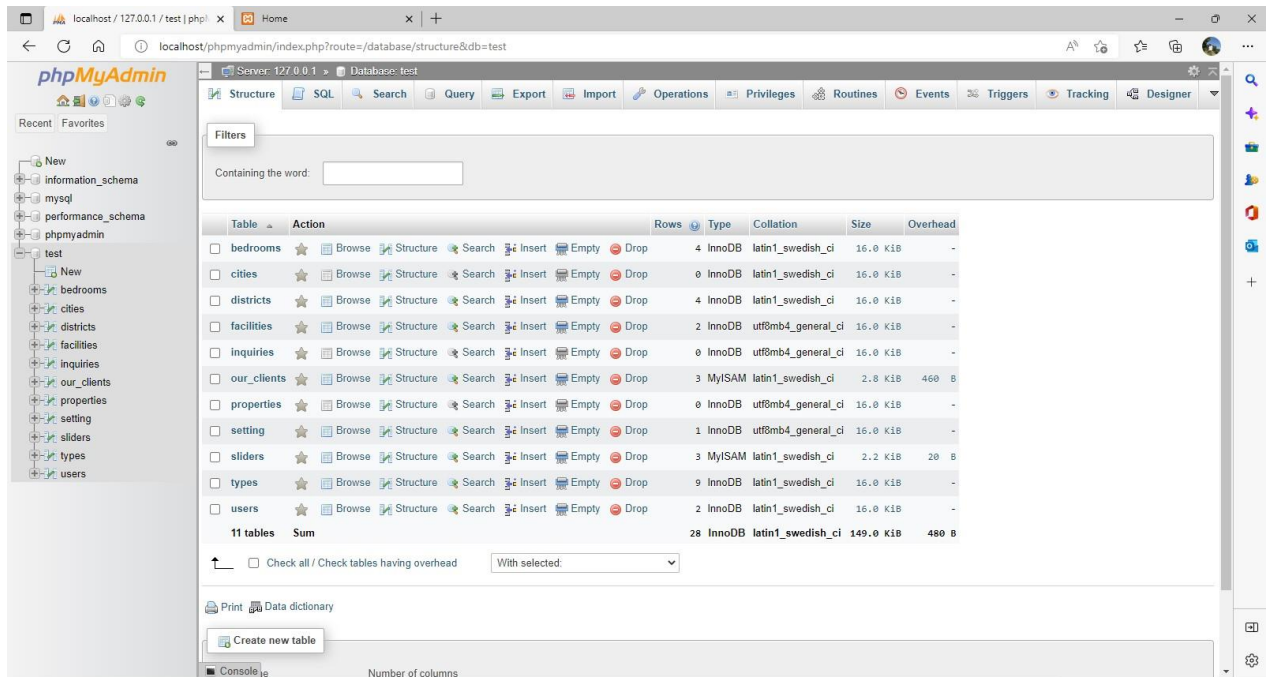 localhost / 127.0.0.1 / test | phpl
Home
localhost/phpmyadmin/index.php?route=/database/structure&db=test
phpMyAdmin
Recent Favorites
New
information_schema
mysql
performance_schema
phpmyadmin
test
New
bedrooms
cities
districts
facilities
inquiries
our_clients
properties
setting
sliders
types
users
Server: 127.0.0.1 » Database: test
Structure SQL Search Query Export Import Operations Privileges Routines Events Triggers Tracking Designer
Filters
Containing the word:
Table Action Rows Type Collation Size Overhead
bedrooms Browse Structure Search Insert Empty Drop 4 InnoDB latin1_swedish_ci 16.0 KiB -
cities Browse Structure Search Insert Empty Drop 0 InnoDB latin1_swedish_ci 16.0 KiB -
districts Browse Structure Search Insert Empty Drop 4 InnoDB latin1_swedish_ci 16.0 KiB -
facilities Browse Structure Search Insert Empty Drop 2 InnoDB utf8mb4_general_ci 16.0 KiB -
inquiries Browse Structure Search Insert Empty Drop 0 InnoDB utf8mb4_general_ci 16.0 KiB -
our_clients Browse Structure Search Insert Empty Drop 3 MyISAM latin1_swedish_ci 2.8 KiB 460 B
properties Browse Structure Search Insert Empty Drop 0 InnoDB utf8mb4_general_ci 16.0 KiB -
setting Browse Structure Search Insert Empty Drop 1 InnoDB utf8mb4_general_ci 16.0 KiB -
sliders Browse Structure Search Insert Empty Drop 3 MyISAM latin1_swedish_ci 2.2 KiB 20 B
types Browse Structure Search Insert Empty Drop 9 InnoDB latin1_swedish_ci 16.0 KiB -
users Browse Structure Search Insert Empty Drop 2 InnoDB latin1_swedish_ci 16.0 KiB -
11 tables Sum 28 InnoDB latin1_swedish_ci 149.0 KiB 480 B
Check all / Check tables having overhead With selected:
Print Data dictionary
Create new table
Console Number of columns